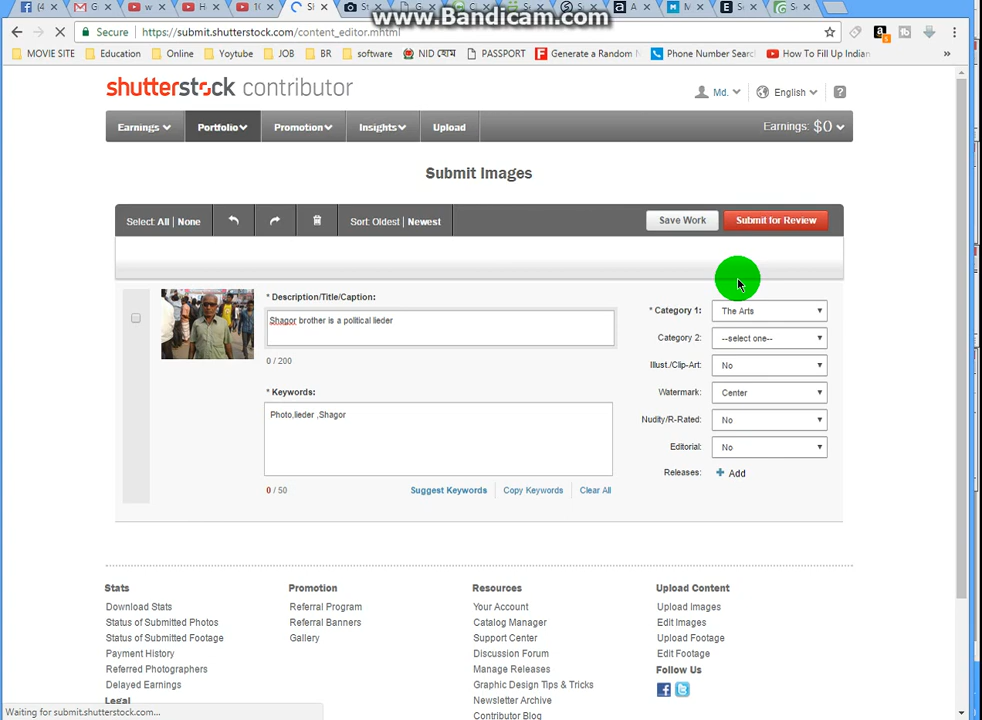 www.Bandicam.com
Secure https://submit.shutterstock.com/content_editor.mhtml
MOVIE SITE Education Online Yoytube JOB BR software NID হোম PASSPORT Generate a Random Phone Number Searc How To Fill Up Indian »
shutterstock contributor
Md. English ?
Earnings Portfolio Promotion Insights Upload Earnings: $0
Submit Images
Select: All | None Sort: Oldest | Newest Save Work Submit for Review
* Description/Title/Caption:
Shagor brother is a political lieder
0 / 200
* Keywords:
Photo,lieder ,Shagor
0 / 50 Suggest Keywords Copy Keywords Clear All
* Category 1: The Arts
Category 2: --select one--
Illust./Clip-Art: No
Watermark: Center
Nudity/R-Rated: No
Editorial: No
Releases: + Add
Stats
Download Stats
Status of Submitted Photos
Status of Submitted Footage
Payment History
Referred Photographers
Delayed Earnings
Legal
Promotion
Referral Program
Referral Banners
Gallery
Resources
Your Account
Catalog Manager
Support Center
Discussion Forum
Manage Releases
Graphic Design Tips & Tricks
Newsletter Archive
Contributor Blog
Upload Content
Upload Images
Edit Images
Upload Footage
Edit Footage
Follow Us
Waiting for submit.shutterstock.com...